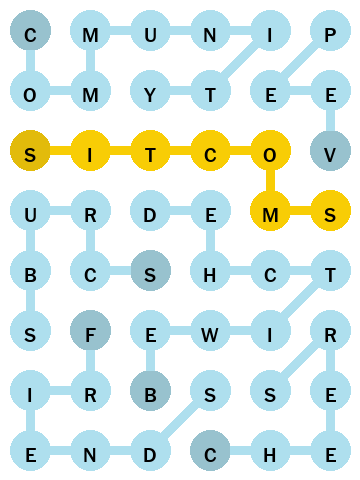 C M U N I P
O M Y T E E
S I T C O V
U R D E M S
B C S H C T
S F E W I R
I R B S S E
E N D C H E